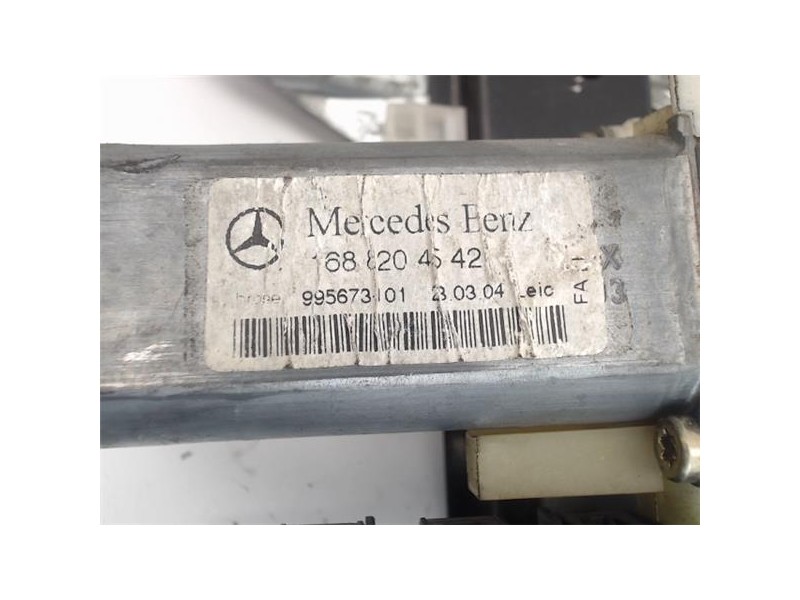 Mercedes Benz
168 820 45 42
brose 995673-101 23.03.04 Leic